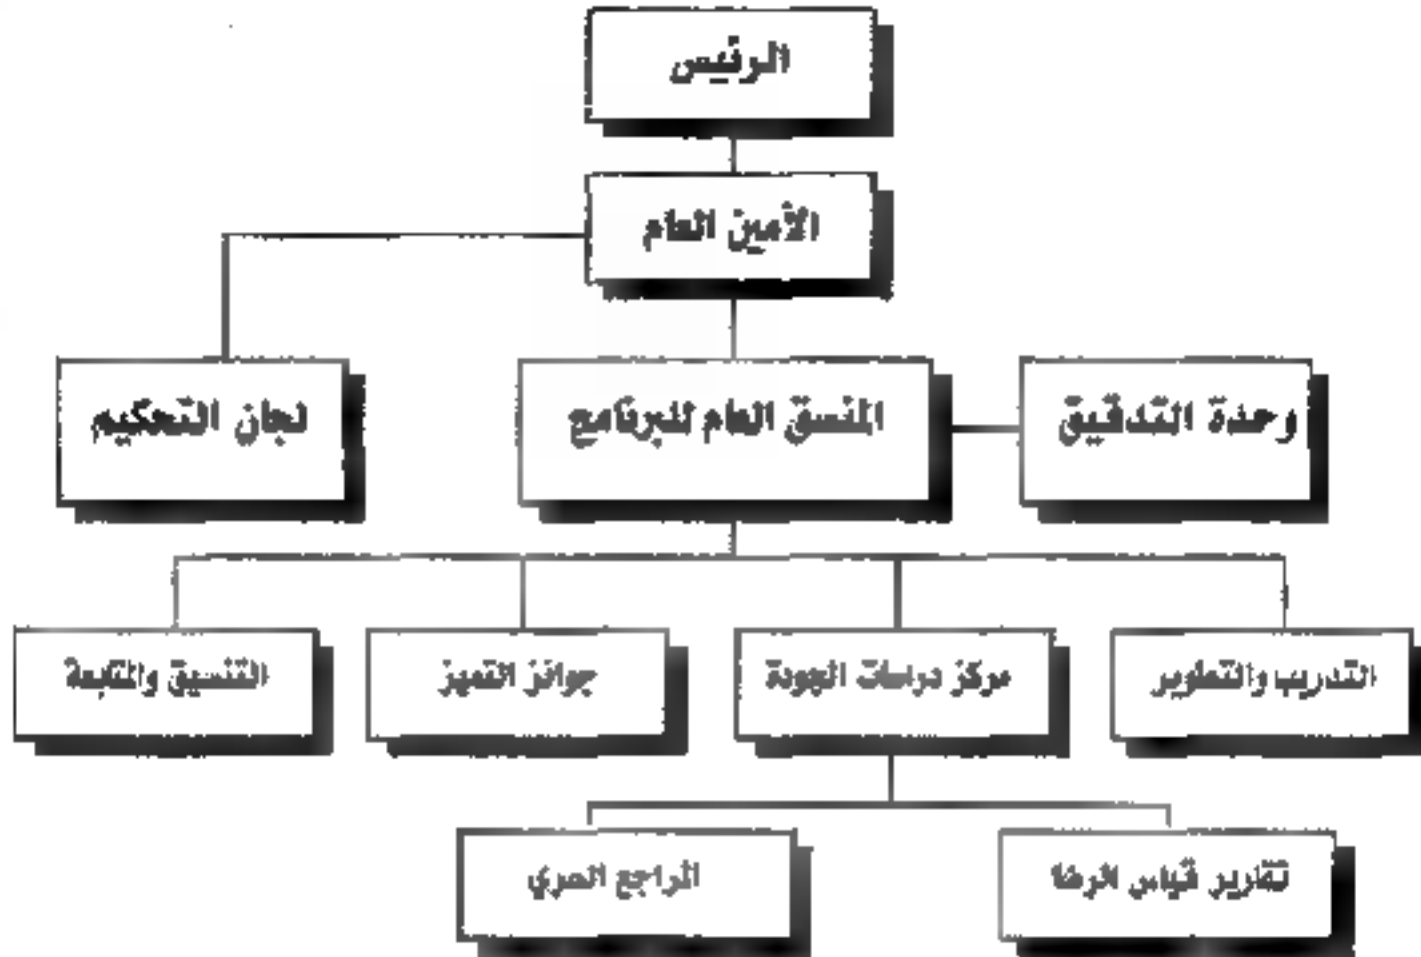 الرئيس
الأمين العام
وحدة التدقيق
المنسق العام للبرنامج
لجان التحكيم
التدريب والتطوير
مركز دراسات الجودة
جوائز التميز
التنسيق والمتابعة
تقارير قياس الرضا
المراجع السري